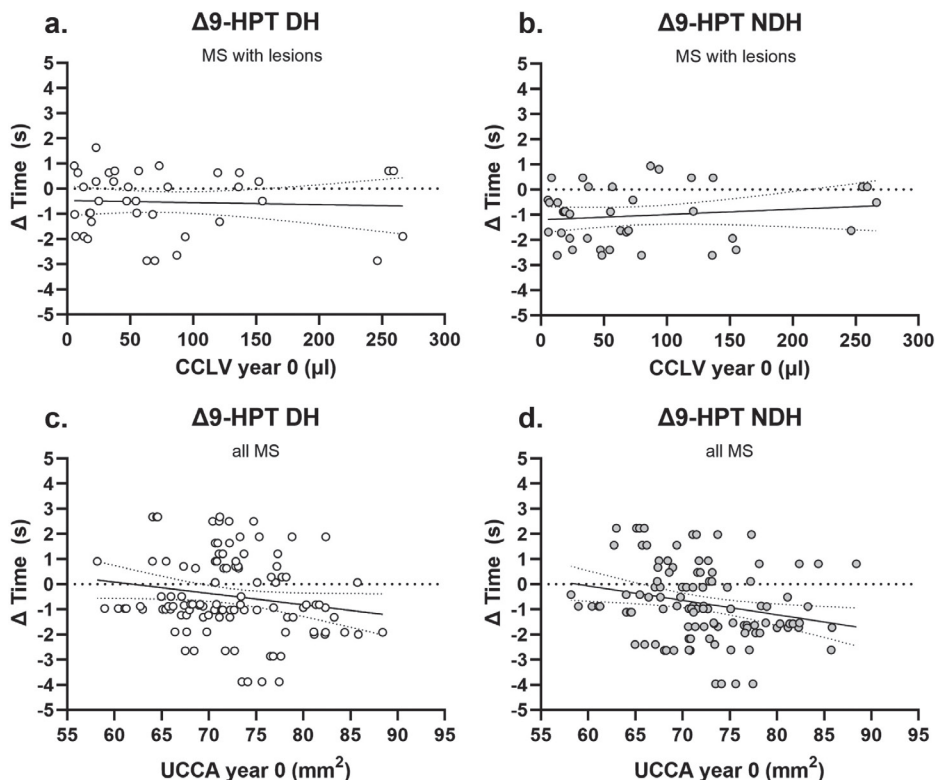 a.
Δ9-HPT DH
MS with lesions
Δ Time (s)
5
4
3
2
1
0
-1
-2
-3
-4
-5
0 50 100 150 200 250 300
CCLV year 0 (µl)
b.
Δ9-HPT NDH
MS with lesions
Δ Time (s)
5
4
3
2
1
0
-1
-2
-3
-4
-5
0 50 100 150 200 250 300
CCLV year 0 (µl)
c.
Δ9-HPT DH
all MS
Δ Time (s)
5
4
3
2
1
0
-1
-2
-3
-4
-5
55 60 65 70 75 80 85 90 95
UCCA year 0 (mm²)
d.
Δ9-HPT NDH
all MS
Δ Time (s)
5
4
3
2
1
0
-1
-2
-3
-4
-5
55 60 65 70 75 80 85 90 95
UCCA year 0 (mm²)